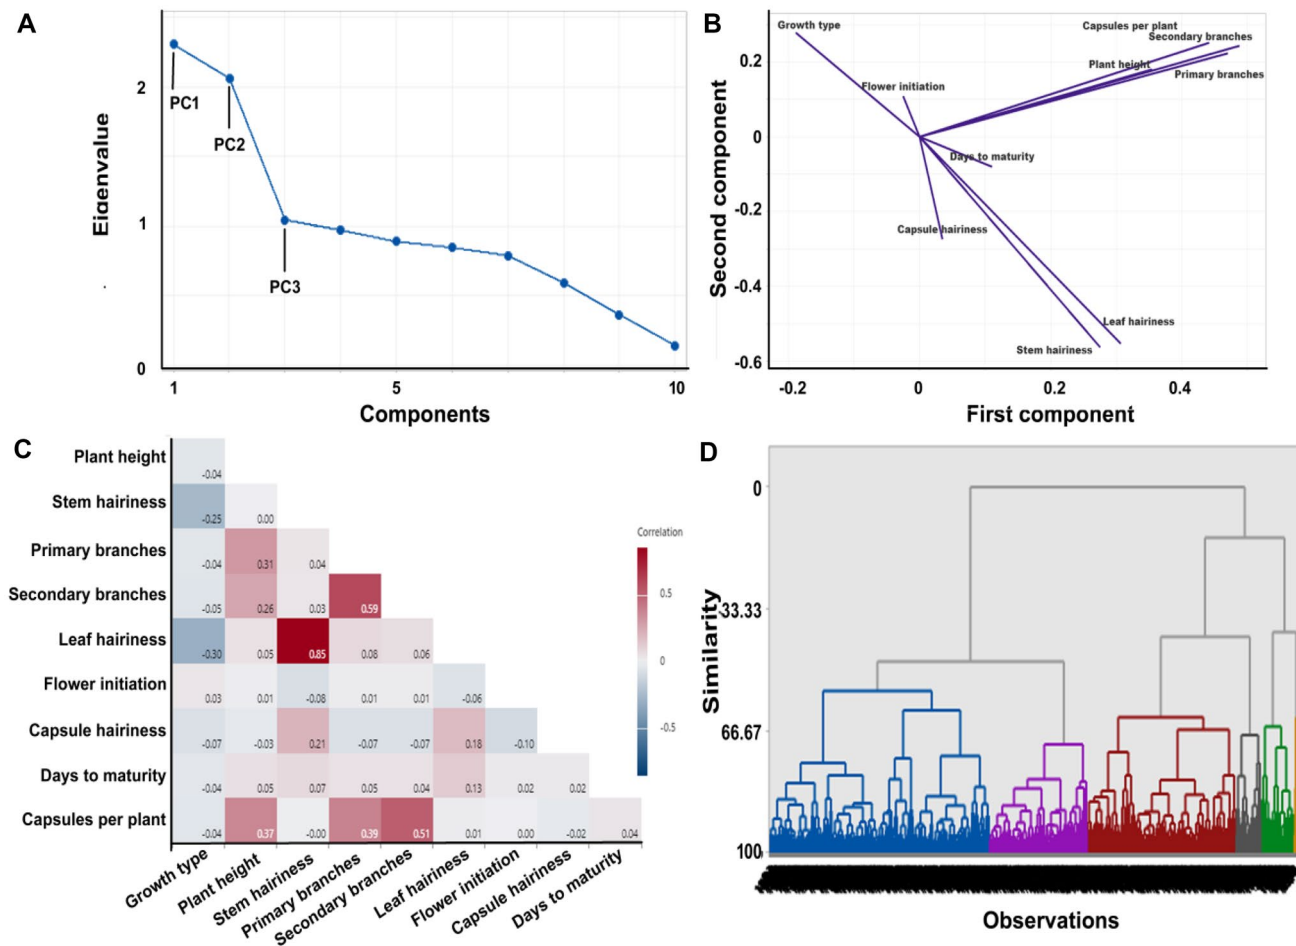 A
Eigenvalue
2
1
0
PC1
PC2
PC3
1
5
10
Components
B
Second component
0.2
0
-0.2
-0.4
-0.6
Growth type
Capsules per plant
Secondary branches
Plant height
Primary branches
Flower initiation
Days to maturity
Capsule hairiness
Leaf hairiness
Stem hairiness
-0.2
0
0.2
0.4
First component
C
Plant height
-0.04
Stem hairiness
-0.25 0.00
Primary branches
-0.04 0.31 0.04
Secondary branches
-0.05 0.26 0.03 0.59
Leaf hairiness
-0.30 0.05 0.85 0.08 0.06
Flower initiation
0.03 0.01 -0.08 0.01 0.01 -0.06
Capsule hairiness
-0.07 -0.03 0.21 -0.07 -0.07 0.18 -0.10
Days to maturity
-0.04 0.05 0.07 0.05 0.04 0.13 0.02 0.02
Capsules per plant
-0.04 0.37 -0.00 0.39 0.51 0.01 0.00 -0.02 0.04
Growth type
Plant height
Stem hairiness
Primary branches
Secondary branches
Leaf hairiness
Flower initiation
Capsule hairiness
Days to maturity
Correlation
0.5
0
-0.5
D
Similarity
0
33.33
66.67
100
Observations